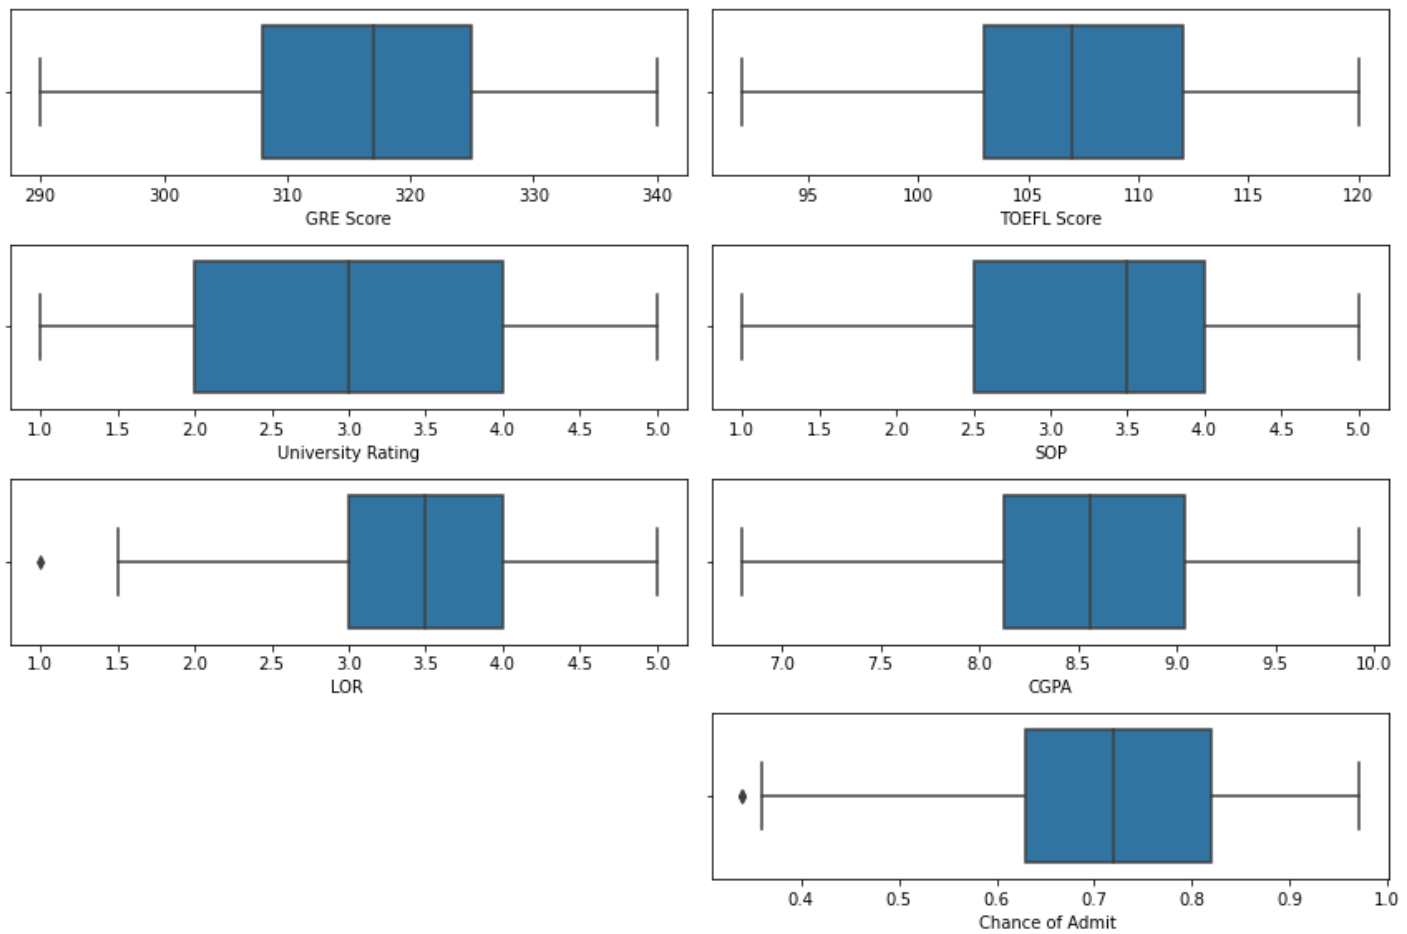 290 300 310 320 330 340
GRE Score
95 100 105 110 115 120
TOEFL Score
1.0 1.5 2.0 2.5 3.0 3.5 4.0 4.5 5.0
University Rating
1.0 1.5 2.0 2.5 3.0 3.5 4.0 4.5 5.0
SOP
1.0 1.5 2.0 2.5 3.0 3.5 4.0 4.5 5.0
LOR
7.0 7.5 8.0 8.5 9.0 9.5 10.0
CGPA
0.4 0.5 0.6 0.7 0.8 0.9 1.0
Chance of Admit